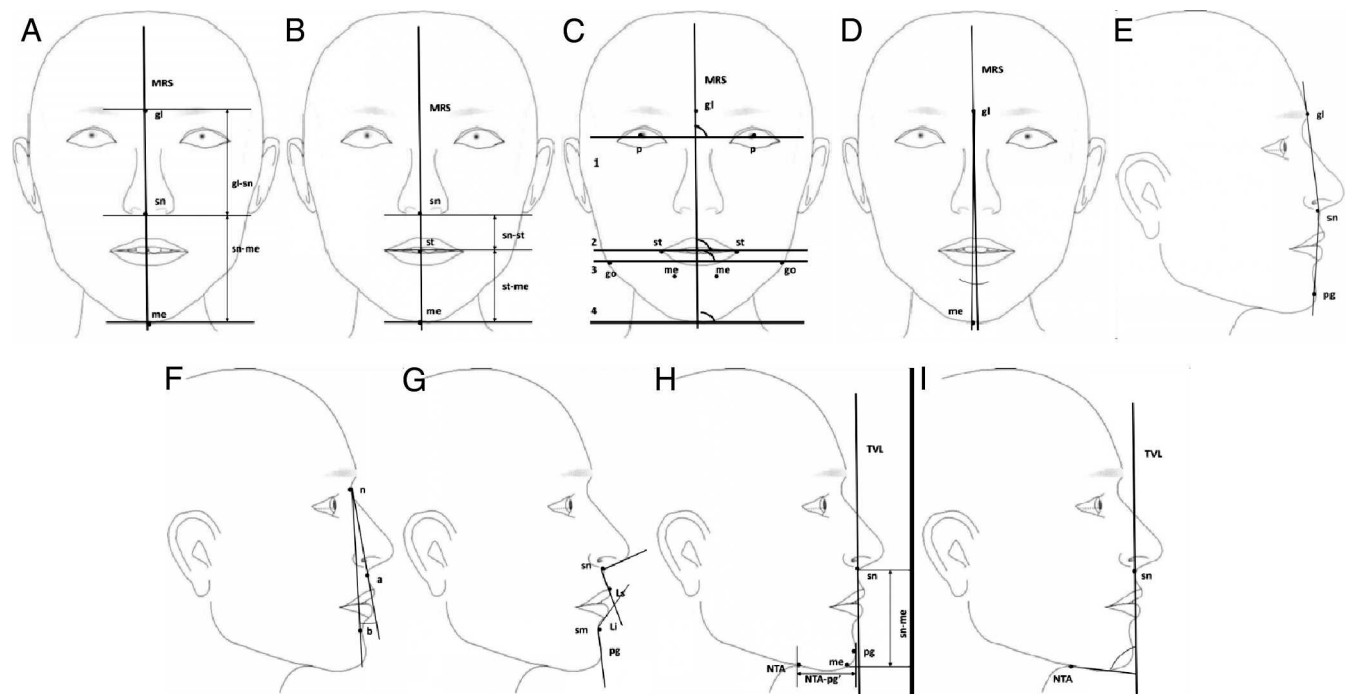 A
MRS
gl
gl-sn
sn
sn-me
me
B
MRS
sn
sn-st
st
st-me
me
C
MRS
gl
p p
1
2 st st
3 go me me go
4
D
MRS
gl
me
E
gl
sn
pg
F
n
a
b
G
sn
Ls
sm Li
pg
H
TVL
sn
sn-me
pg
NTA me
NTA-pg'
I
TVL
sn
NTA